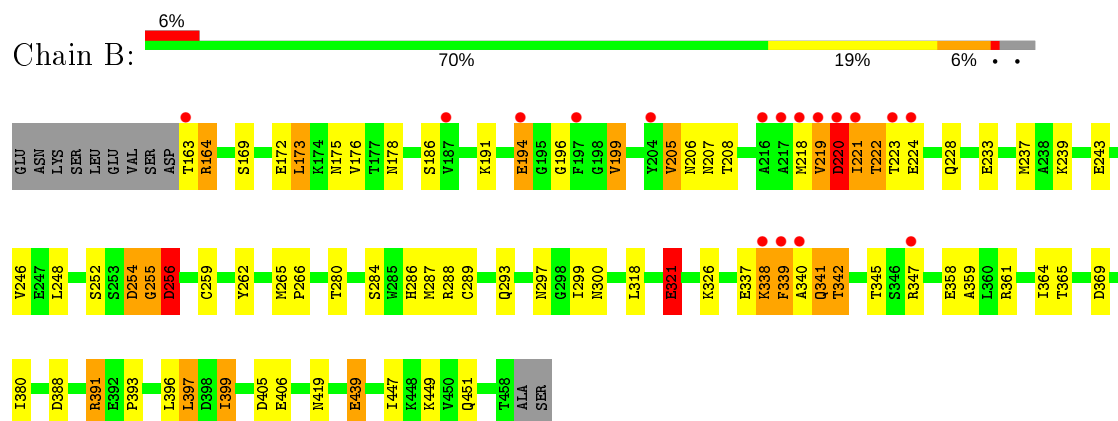 6%
Chain B:
70% 19% 6% • •
GLU ASN LYS SER LEU GLU VAL SER ASP T163 R164 S169 E172 L173 K174 N175 V176 T177 N178 S186 V187 K191 E194 G195 G196 F197 G198 V199 Y204 V205 N206 N207 T208 A216 A217 M218 V219 D220 I221 T222 T223 E224 Q228 E233 M237 A238 K239 E243
V246 E247 L248 S252 S253 D254 G255 D256 C259 Y262 M265 P266 T280 S284 W285 H286 M287 R288 C289 Q293 N297 G298 I299 N300 L318 E321 K326 E337 K338 F339 A340 Q341 T342 T345 S346 R347 E358 A359 L360 R361 I364 T365 D369
I380 D388 R391 E392 P393 L396 L397 D398 I399 D405 E406 N419 E439 I447 K448 K449 V450 Q451 T458 ALA SER